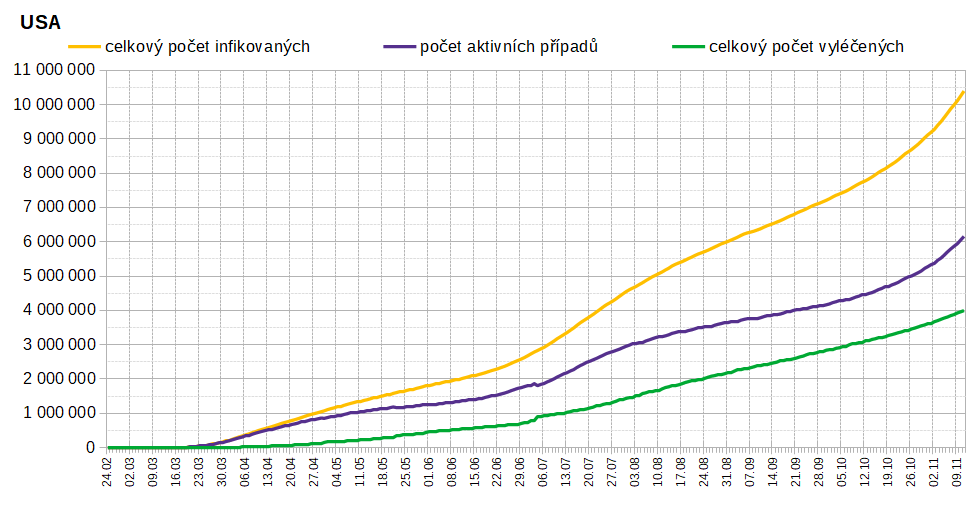 USA
celkový počet infikovaných počet aktivních případů celkový počet vyléčených
11 000 000
10 000 000
9 000 000
8 000 000
7 000 000
6 000 000
5 000 000
4 000 000
3 000 000
2 000 000
1 000 000
0
24.02 02.03 09.03 16.03 23.03 30.03 06.04 13.04 20.04 27.04 04.05 11.05 18.05 25.05 01.06 08.06 15.06 22.06 29.06 06.07 13.07 20.07 27.07 03.08 10.08 17.08 24.08 31.08 07.09 14.09 21.09 28.09 05.10 12.10 19.10 26.10 02.11 09.11